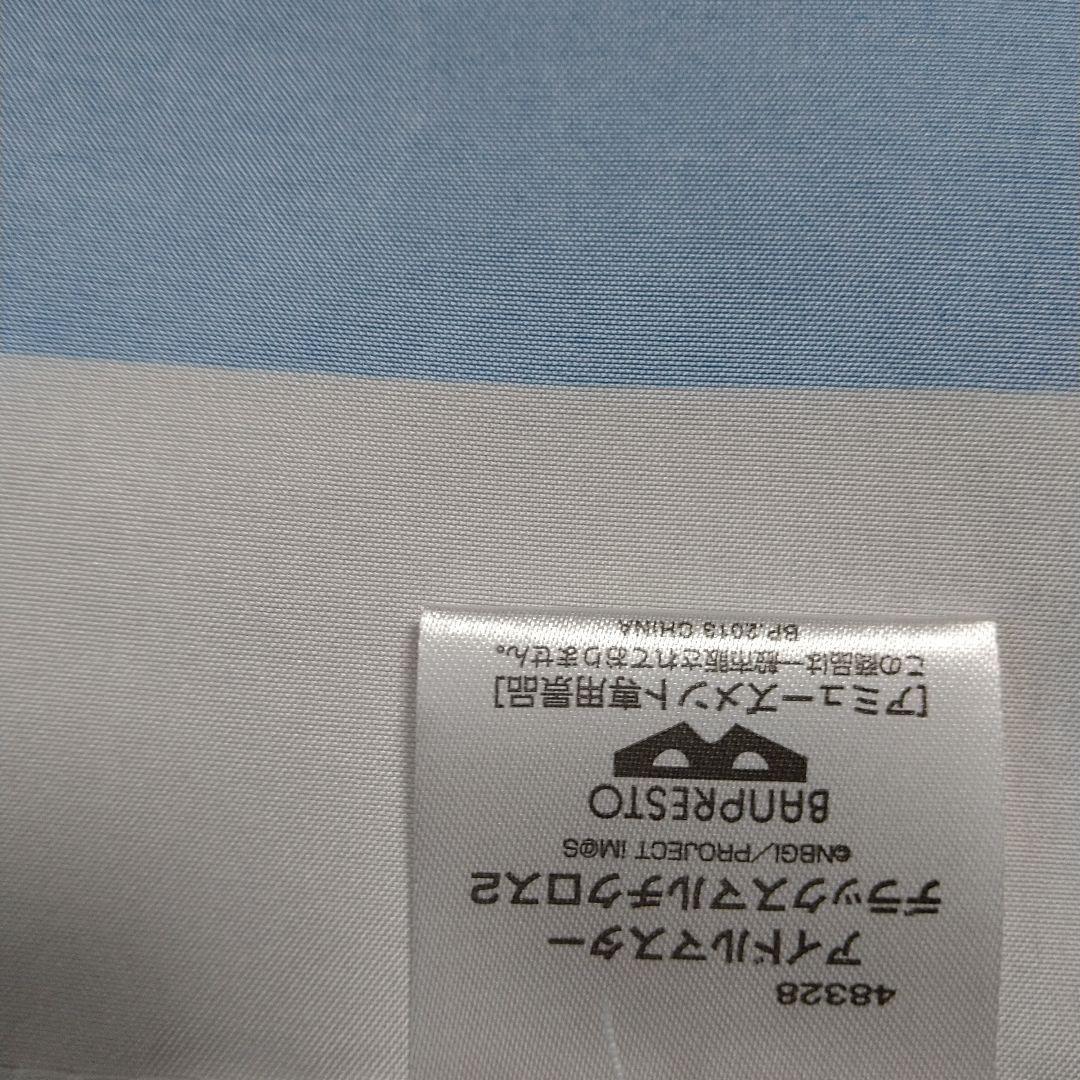 48328
アイドルマスター
デラックスマルチクロス2
©NBGI/PROJECT iM@S
BANPRESTO
[アミューズメント専用景品]
この商品は一般市販されておりません。
BP.2013 CHINA